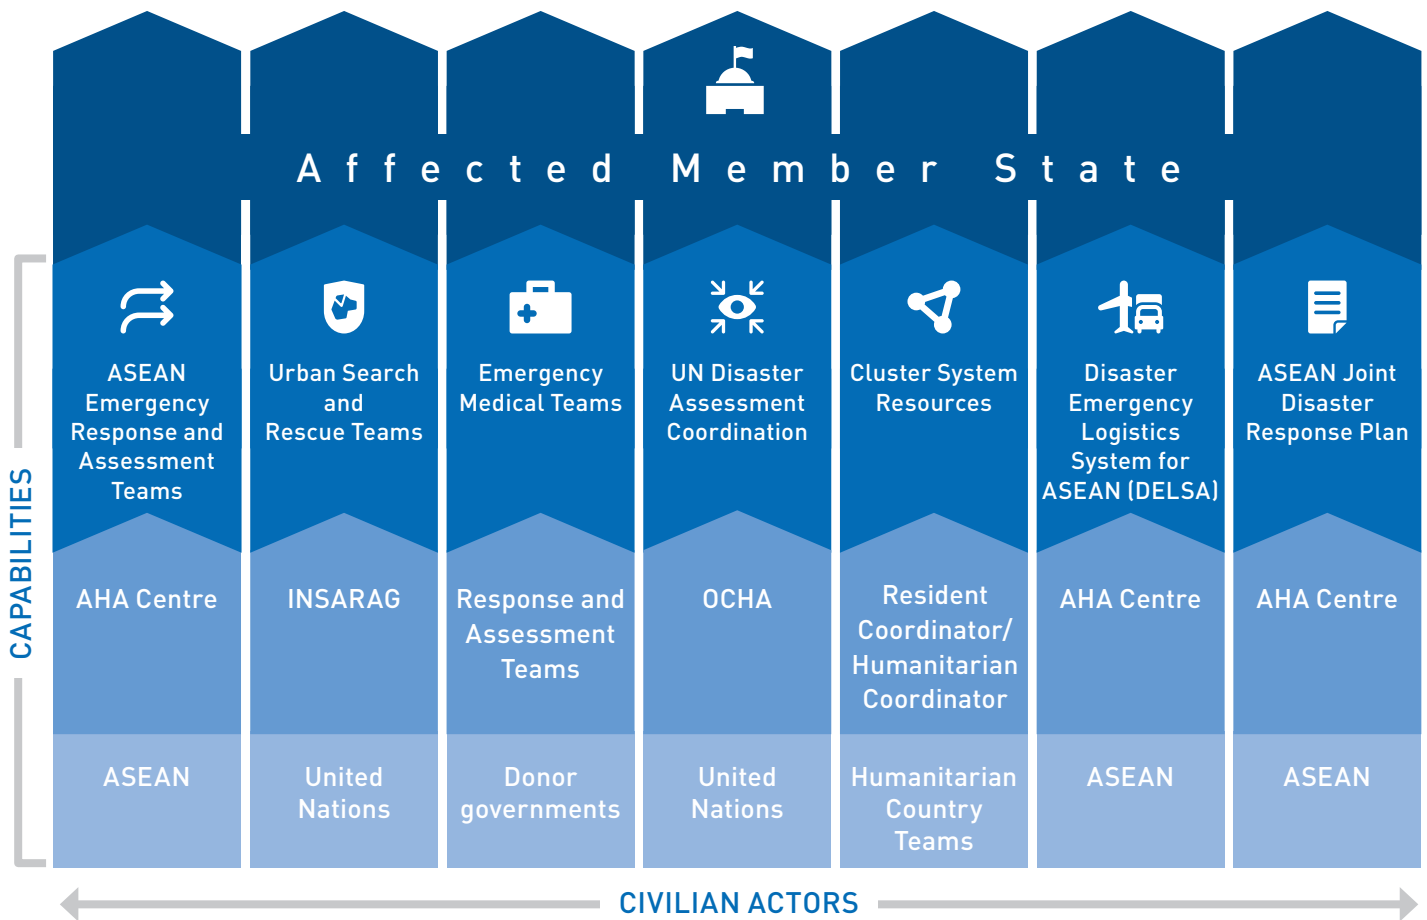 Affected Member State
CAPABILITIES
ASEAN
Emergency
Response and
Assessment
Teams
AHA Centre
ASEAN
Urban Search
and
Rescue Teams
INSARAG
United
Nations
Emergency
Medical Teams
Response and
Assessment
Teams
Donor
governments
UN Disaster
Assessment
Coordination
OCHA
United
Nations
Cluster System
Resources
Resident
Coordinator/
Humanitarian
Coordinator
Humanitarian
Country
Teams
Disaster
Emergency
Logistics
System for
ASEAN (DELSA)
AHA Centre
ASEAN
ASEAN Joint
Disaster
Response Plan
AHA Centre
ASEAN
CIVILIAN ACTORS